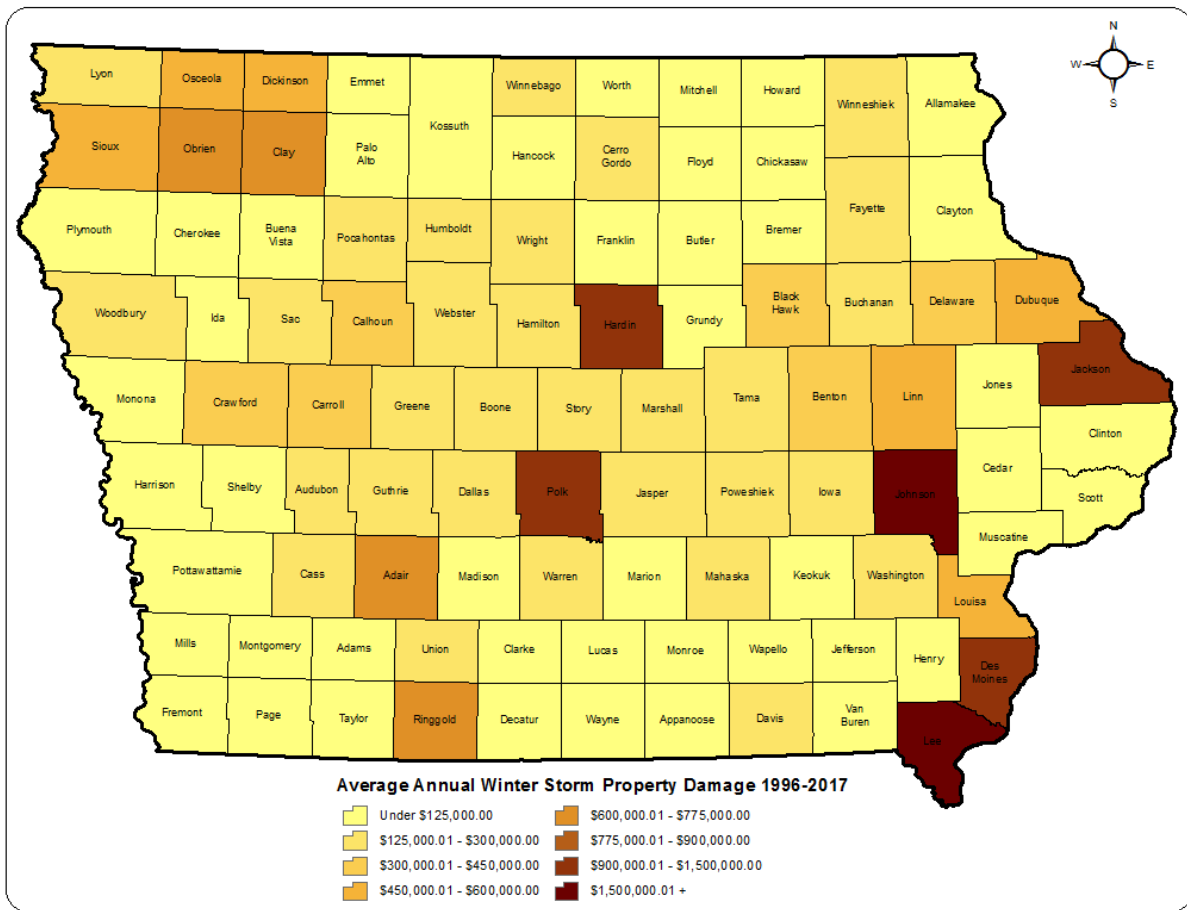 N
W E
S
Lyon Osceola Dickinson Emmet Winnebago Worth Mitchell Howard Winneshiek Allamakee
Kossuth
Sioux Obrien Clay Palo
Alto
Hancock Cerro
Gordo
Floyd Chickasaw
Plymouth Cherokee Buena
Vista
Pocahontas Humboldt Wright Franklin Butler Bremer Fayette Clayton
Woodbury Ida Sac Calhoun Webster Hamilton Hardin Grundy Black
Hawk
Buchanan Delaware Dubuque
Monona Crawford Carroll Greene Boone Story Marshall Tama Benton Linn Jones Jackson
Clinton
Harrison Shelby Audubon Guthrie Dallas Polk Jasper Poweshiek Iowa Johnson Cedar
Scott
Muscatine
Pottawattamie Cass Adair Madison Warren Marion Mahaska Keokuk Washington
Louisa
Mills Montgomery Adams Union Clarke Lucas Monroe Wapello Jefferson Henry Des
Moines
Fremont Page Taylor Ringgold Decatur Wayne Appanoose Davis Van
Buren
Lee
Average Annual Winter Storm Property Damage 1996-2017
Under $125,000.00 $600,000.01 - $775,000.00
$125,000.01 - $300,000.00 $775,000.01 - $900,000.00
$300,000.01 - $450,000.00 $900,000.01 - $1,500,000.00
$450,000.01 - $600,000.00 $1,500,000.01 +